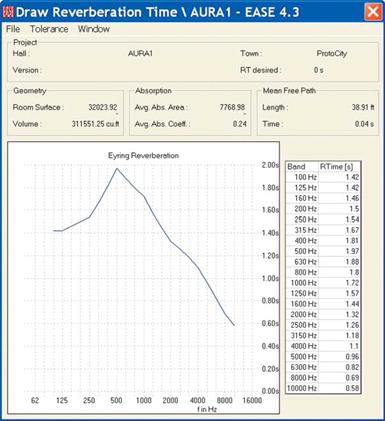 Draw Reverberation Time \ AURA1 - EASE 4.3
File Tolerance Window
Project
Hall : AURA1 Town : ProtoCity
Version : RT desired : 0 s
Geometry Absorption Mean Free Path
Room Surface : 32023.92 Avg. Abs. Area : 7768.98 Length : 38.91 ft
Volume : 311551.25 cu.ft Avg. Abs. Coeff. : 0.24 Time : 0.04 s
Eyring Reverberation
2.00s
1.80s
1.60s
1.40s
1.20s
1.00s
0.80s
0.60s
0.40s
0.20s
0.00s
62 125 250 500 1000 2000 4000 8000 16000
f in Hz
Band RTime [s]
100 Hz 1.42
125 Hz 1.42
160 Hz 1.46
200 Hz 1.5
250 Hz 1.54
315 Hz 1.67
400 Hz 1.81
500 Hz 1.97
630 Hz 1.88
800 Hz 1.8
1000 Hz 1.72
1250 Hz 1.57
1600 Hz 1.44
2000 Hz 1.32
2500 Hz 1.26
3150 Hz 1.18
4000 Hz 1.1
5000 Hz 0.96
6300 Hz 0.82
8000 Hz 0.69
10000 Hz 0.58